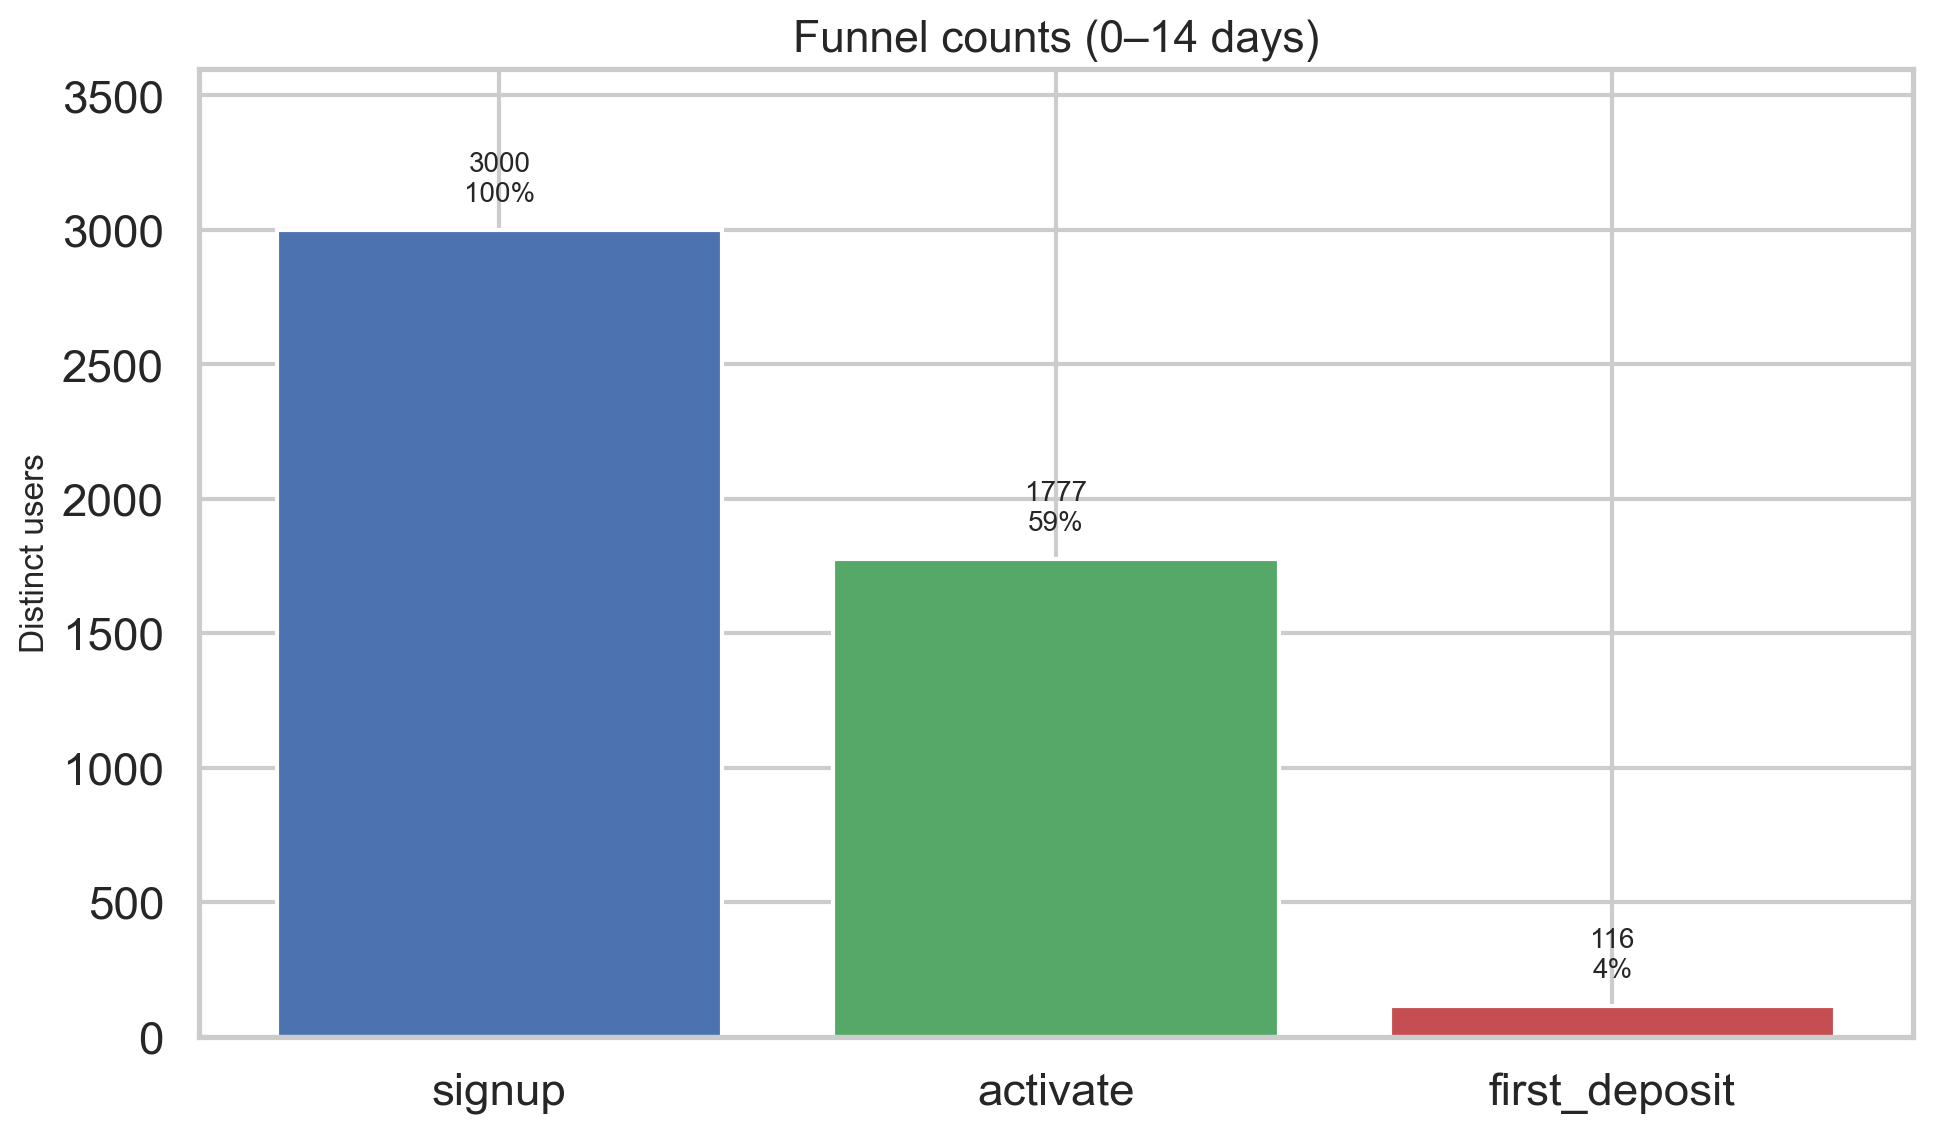 Funnel counts (0–14 days)
Distinct users
3500
3000
2500
2000
1500
1000
500
0
3000
100%
1777
59%
116
4%
signup
activate
first_deposit